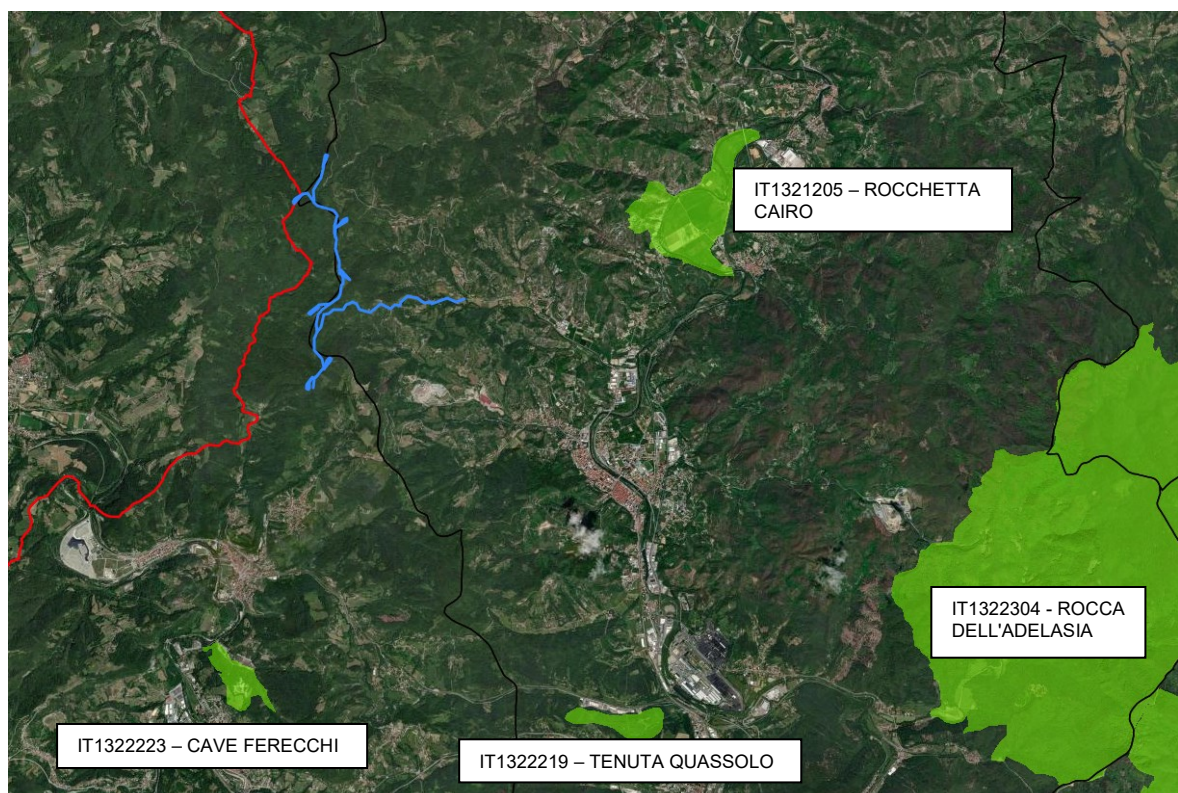 IT1321205 – ROCCHETTA
CAIRO
IT1322304 - ROCCA
DELL'ADELASIA
IT1322223 – CAVE FERECCHI
IT1322219 – TENUTA QUASSOLO